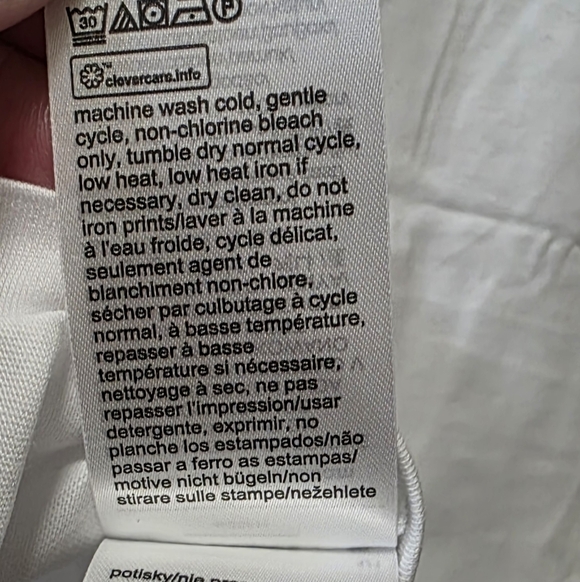 30
P
clovercare.info™
machine wash cold, gentle
cycle, non-chlorine bleach
only, tumble dry normal cycle,
low heat, low heat iron if
necessary, dry clean, do not
iron prints/laver à la machine
à l'eau froide, cycle délicat,
seulement agent de
blanchiment non-chlore,
sécher par culbutage à cycle
normal, à basse température,
repasser à basse
température si nécessaire,
nettoyage à sec, ne pas
repasser l'impression/usar
detergente, exprimir, no
planche los estampados/não
passar a ferro as estampas/
motive nicht bügeln/non
stirare sulle stampe/nežehlete
potisky/nie